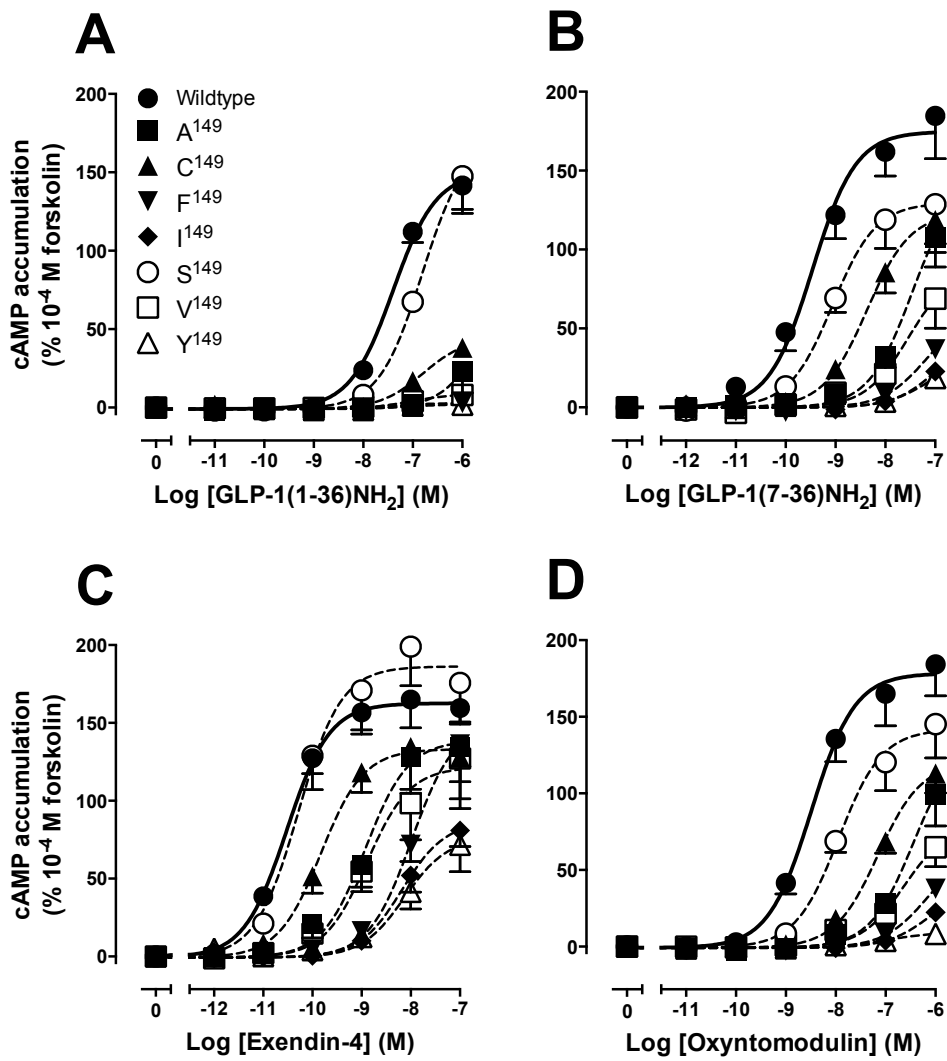 A
cAMP accumulation
(% 10-4 M forskolin)
200
150
100
50
0
Wildtype
A149
C149
F149
I149
S149
V149
Y149
0
-11
-10
-9
-8
-7
-6
Log [GLP-1(1-36)NH2] (M)
B
200
150
100
50
0
0
-12
-11
-10
-9
-8
-7
Log [GLP-1(7-36)NH2] (M)
C
cAMP accumulation
(% 10-4 M forskolin)
200
150
100
50
0
0
-12
-11
-10
-9
-8
-7
Log [Exendin-4] (M)
D
200
150
100
50
0
0
-11
-10
-9
-8
-7
-6
Log [Oxyntomodulin] (M)